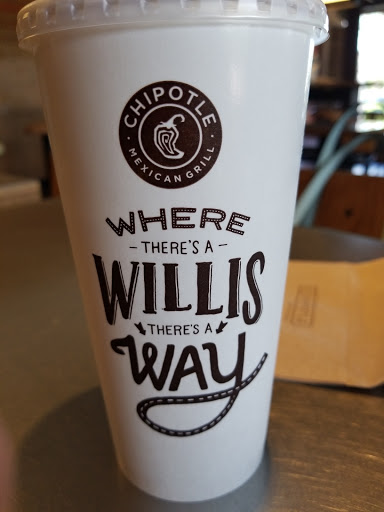 CHIPOTLE
MEXICAN GRILL
WHERE
THERE'S A
WILLIS
THERE'S A
WAY